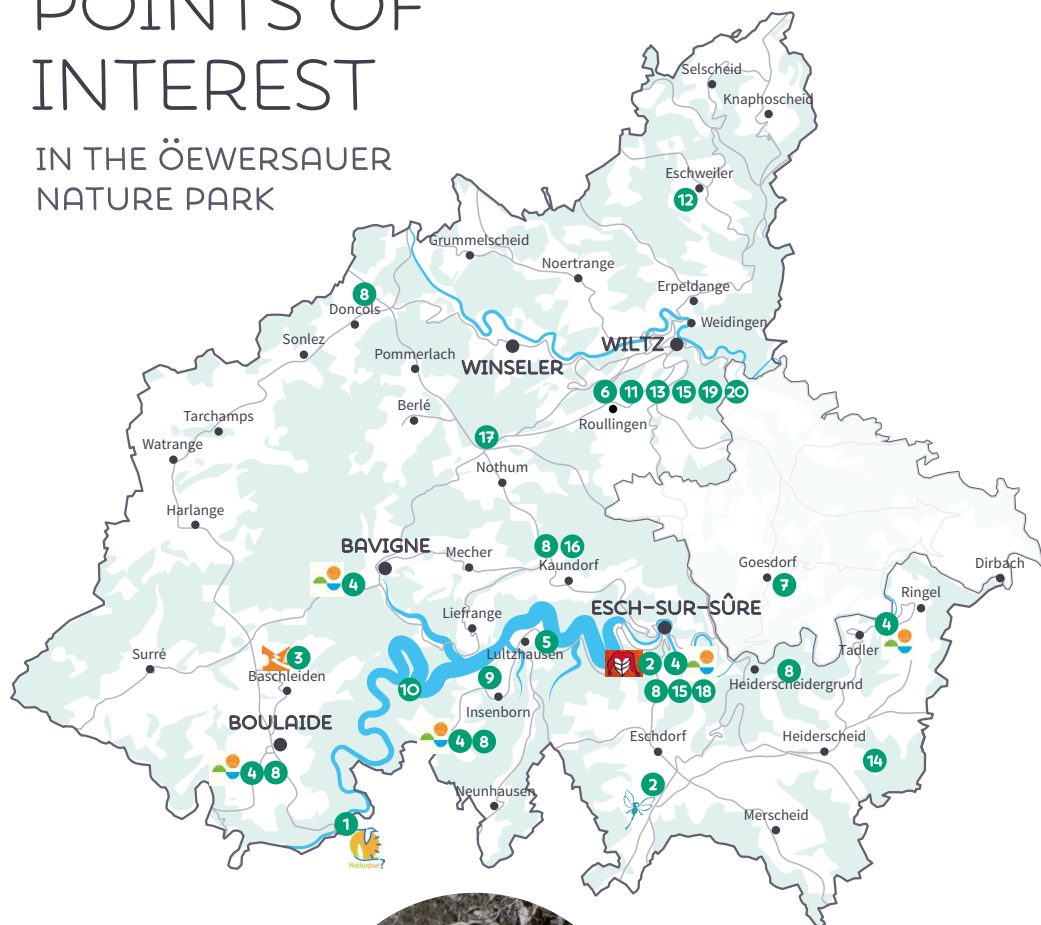 POINTS OF
INTEREST
IN THE ÖEWERSAUER
NATURE PARK
Selscheid
Knaphoscheid
Eschweiler
12
Grummelscheid
Noertrange
Erpeldange
8
Doncols
Weidingen
Sonlez
WILTZ
Pommerlach
WINSELER
6 11 13 15 19 20
Berlé
Roullingen
Tarchamps
17
Watrange
Nothum
Harlange
BAVIGNE
Mecher
8 16
Kaundorf
Goesdorf
7
Dirbach
4
Ringel
ESCH-SUR-SÛRE
Liefrange
4
Tadler
5
Lultzhausen
Surré
3
Baschleiden
2 4
8
Heiderscheidergrund
9
10
8 15 18
Insenborn
BOULAIDE
4 8
Eschdorf
Heiderscheid
14
4 8
2
Neunhausen
Merscheid
1
Naturpur?